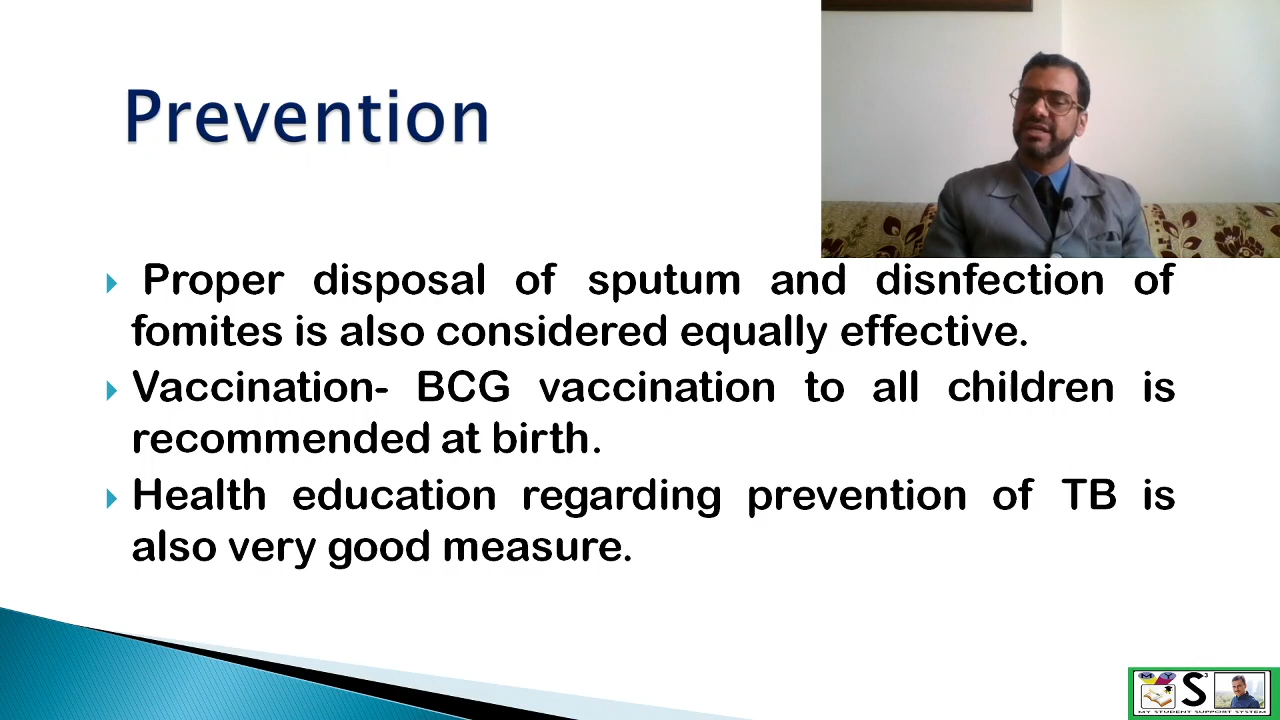 Prevention
Proper disposal of sputum and disnfection of
fomites is also considered equally effective.
Vaccination- BCG vaccination to all children is
recommended at birth.
Health education regarding prevention of TB is
also very good measure.
M Y
S³
MY STUDENT SUPPORT SYSTEM